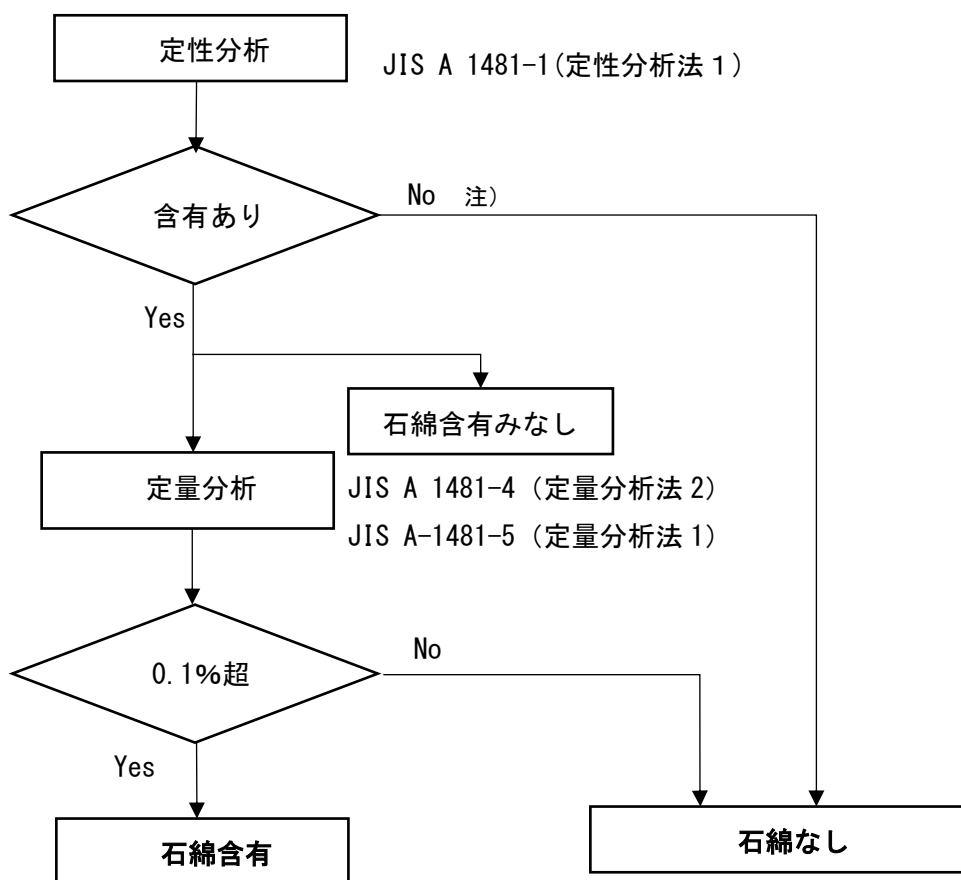 定性分析
JIS A 1481-1(定性分析法１)
含有あり
No 注)
Yes
石綿含有みなし
定量分析
JIS A 1481-4 (定量分析法2)
JIS A-1481-5 (定量分析法1)
0.1%超
No
Yes
石綿含有
石綿なし